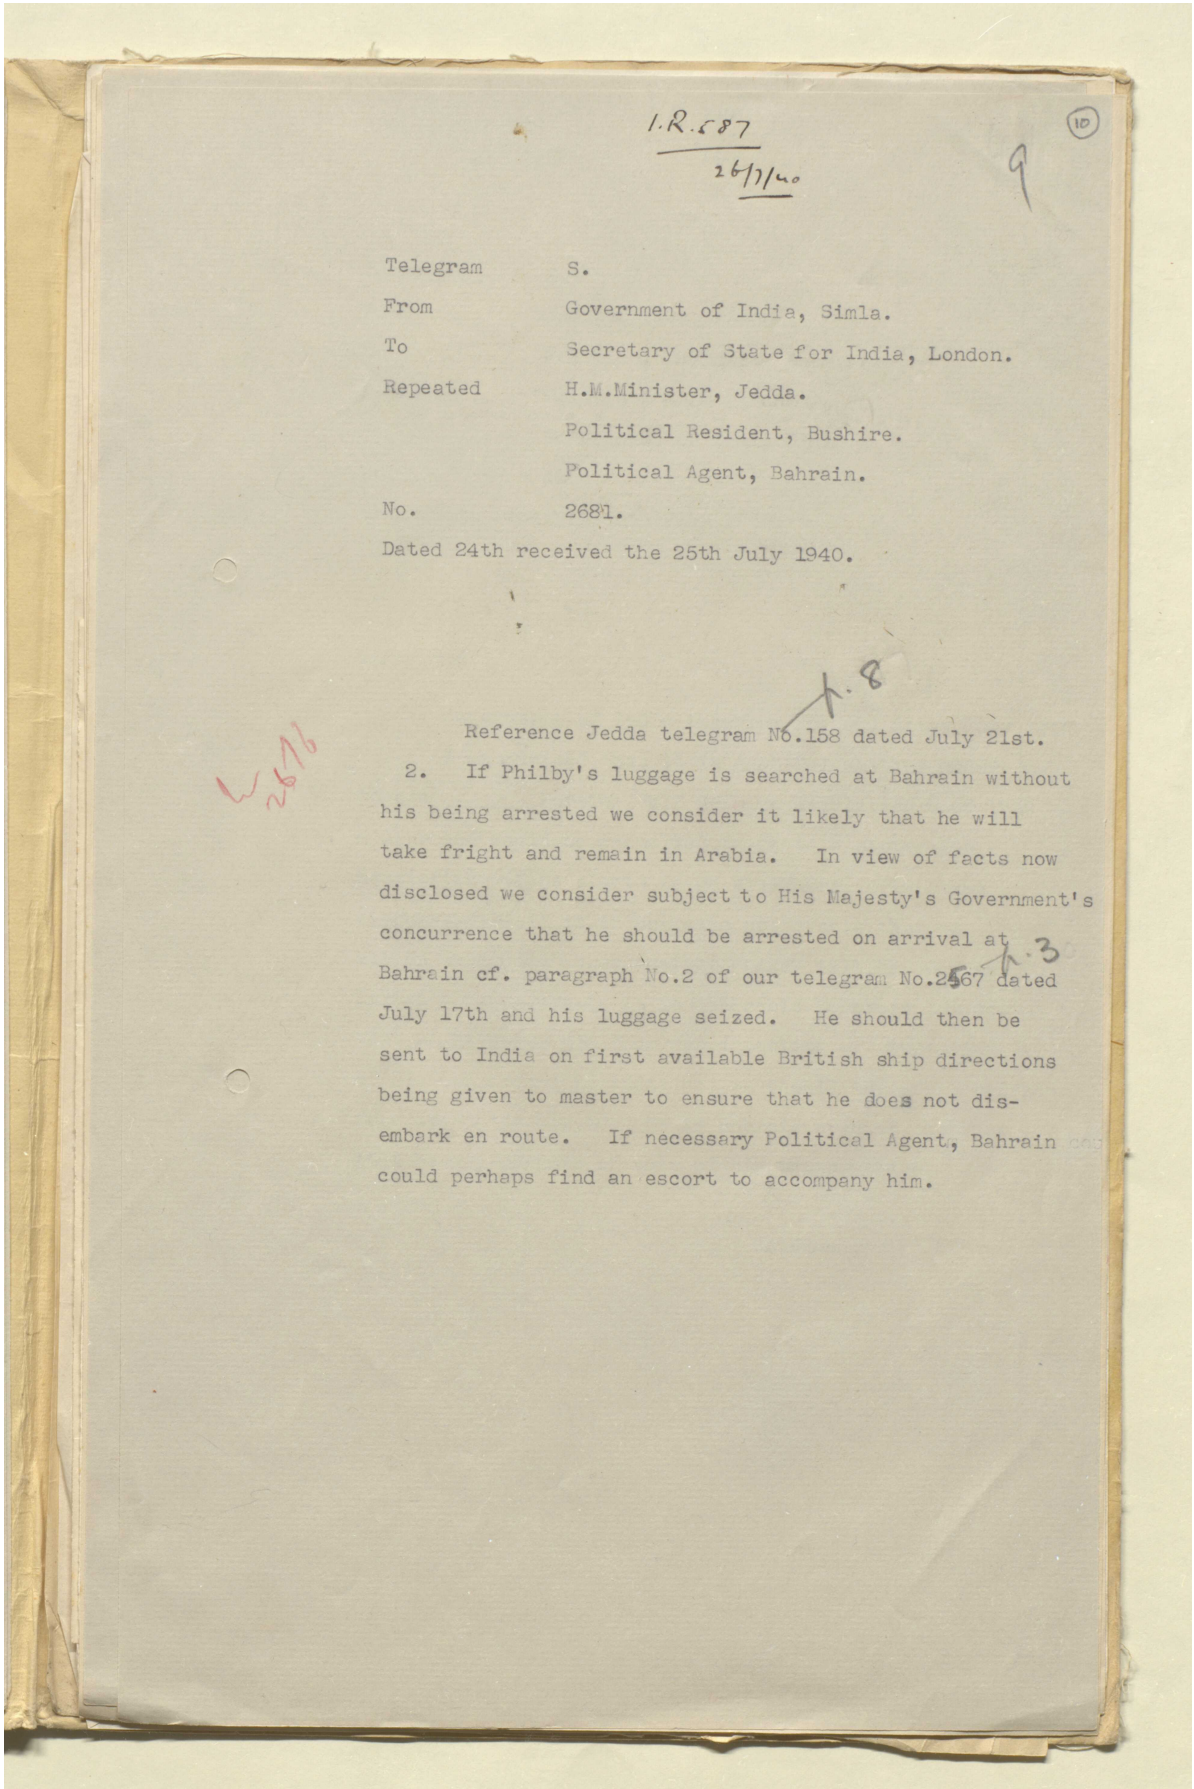 I.R.587
26/7/40
10
9
Telegram S.
From Government of India, Simla.
To Secretary of State for India, London.
Repeated H.M.Minister, Jedda.
Political Resident, Bushire.
Political Agent, Bahrain.
No. 2681.
Dated 24th received the 25th July 1940.
p. 8
Reference Jedda telegram No.158 dated July 21st.
2. If Philby's luggage is searched at Bahrain without
his being arrested we consider it likely that he will
take fright and remain in Arabia. In view of facts now
disclosed we consider subject to His Majesty's Government's
concurrence that he should be arrested on arrival at
p. 3
Bahrain cf. paragraph No.2 of our telegram No.2567 dated
July 17th and his luggage seized. He should then be
sent to India on first available British ship directions
being given to master to ensure that he does not dis-
embark en route. If necessary Political Agent, Bahrain
could perhaps find an escort to accompany him.